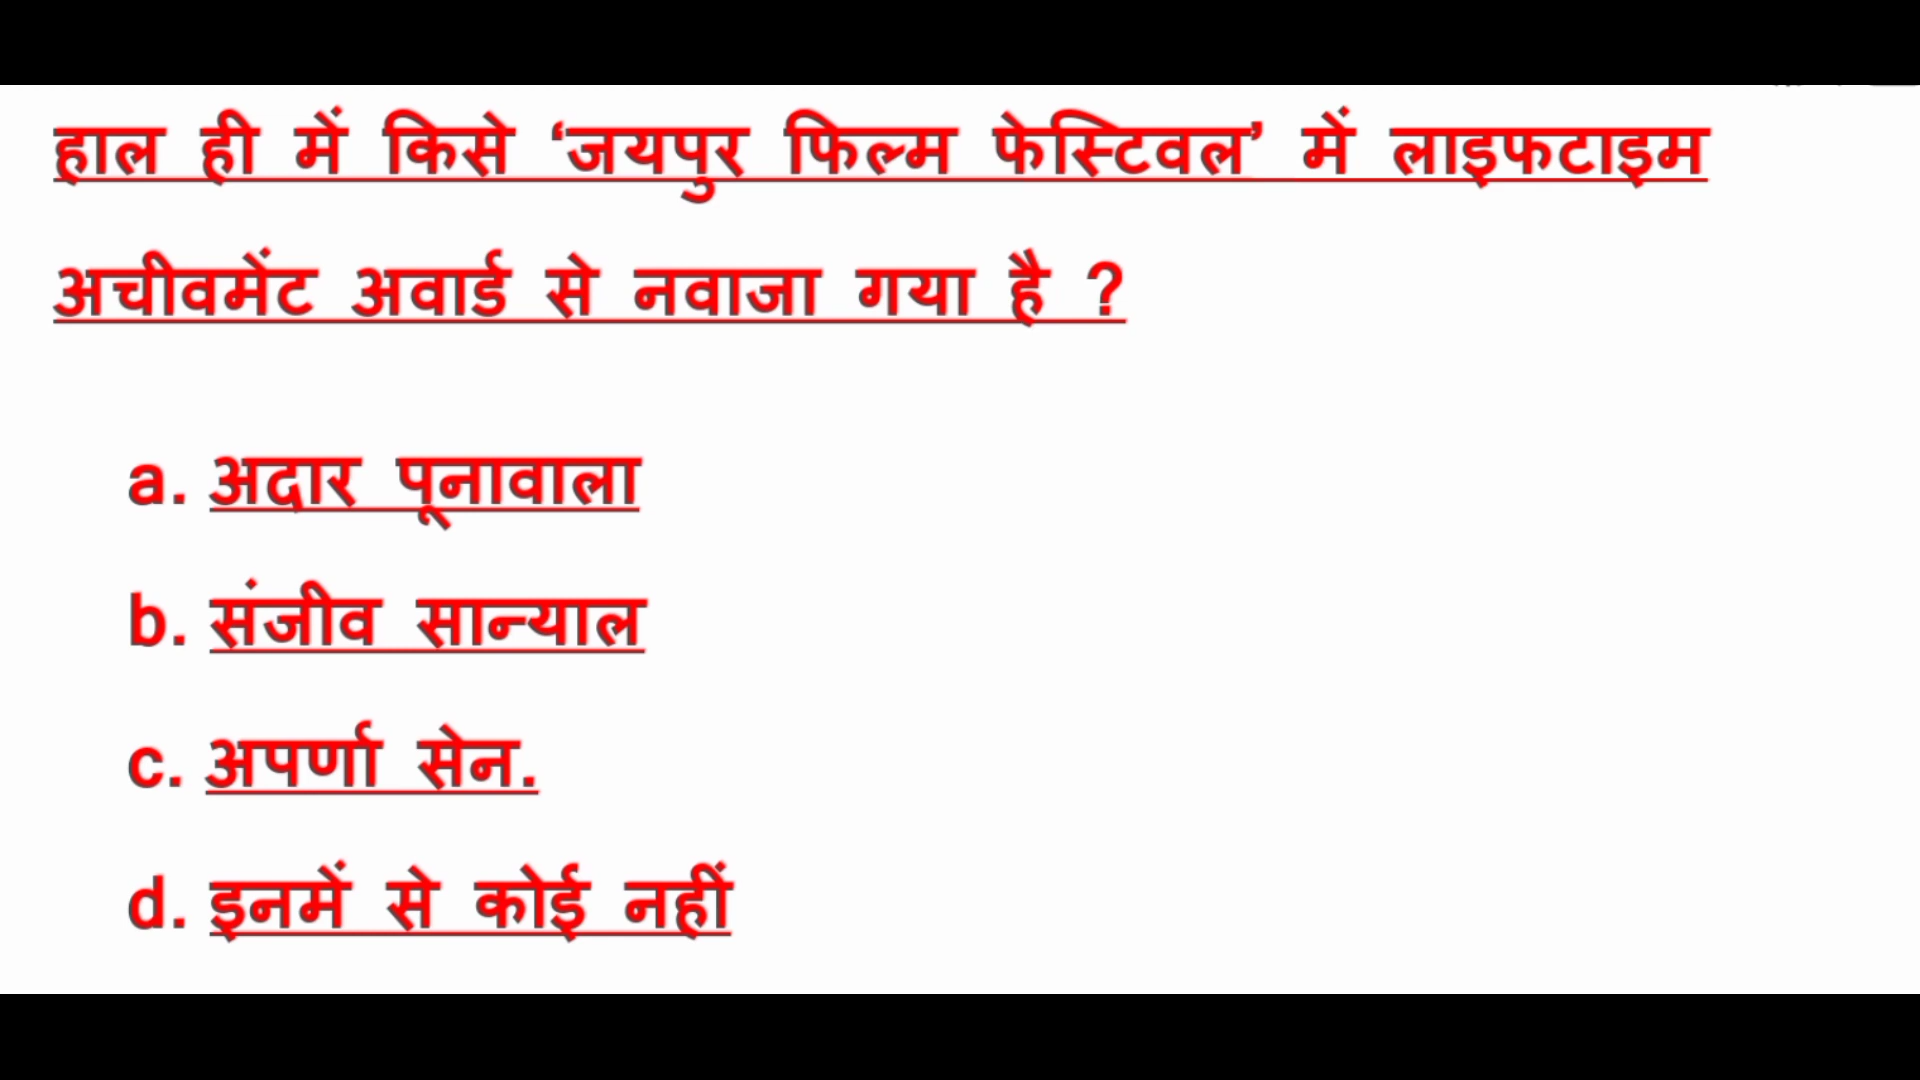 हाल ही में किसे ‘जयपुर फिल्म फेस्टिवल’ में लाइफटाइम
अचीवमेंट अवार्ड से नवाजा गया है ?
a. अदार पूनावाला
b. संजीव सान्याल
c. अपर्णा सेन.
d. इनमें से कोई नहीं